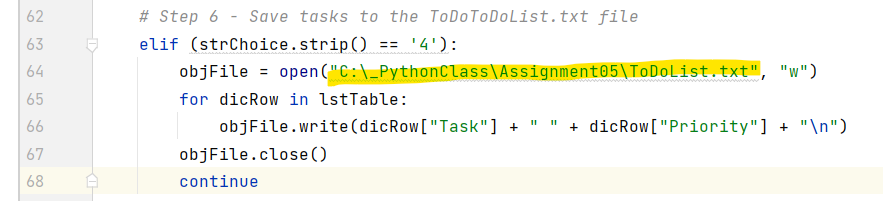 62 # Step 6 - Save tasks to the ToDoToDoList.txt file
63 elif (strChoice.strip() == '4'):
64 objFile = open("C:\_PythonClass\Assignment05\ToDoList.txt", "w")
65 for dicRow in lstTable:
66 objFile.write(dicRow["Task"] + " " + dicRow["Priority"] + "\n")
67 objFile.close()
68 continue